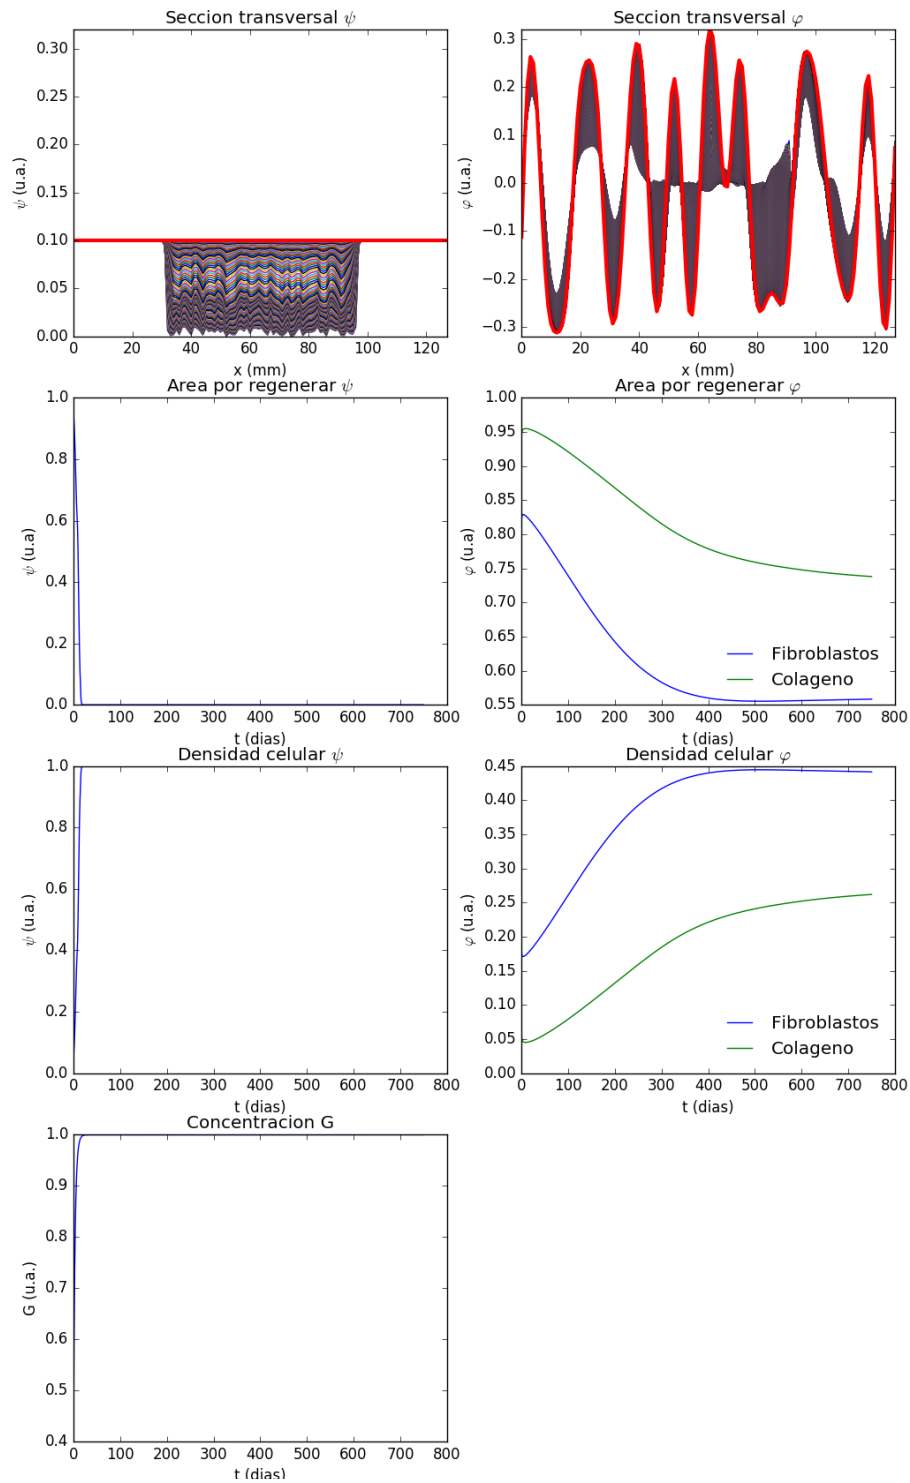 Seccion transversal ψ
0.30
0.25
0.20
0.15
0.10
0.05
0.00
ψ (u.a.)
0 20 40 60 80 100 120
x (mm)
Seccion transversal φ
0.3
0.2
0.1
0.0
−0.1
−0.2
−0.3
φ (u.a.)
0 20 40 60 80 100 120
x (mm)
Area por regenerar ψ
1.0
0.8
0.6
0.4
0.2
0.0
ψ (u.a)
0 100 200 300 400 500 600 700 800
t (dias)
Area por regenerar φ
1.00
0.95
0.90
0.85
0.80
0.75
0.70
0.65
0.60
0.55
φ (u.a)
Fibroblastos
Colageno
0 100 200 300 400 500 600 700 800
t (dias)
Densidad celular ψ
1.0
0.8
0.6
0.4
0.2
0.0
ψ (u.a.)
0 100 200 300 400 500 600 700 800
t (dias)
Densidad celular φ
0.45
0.40
0.35
0.30
0.25
0.20
0.15
0.10
0.05
0.00
φ (u.a.)
Fibroblastos
Colageno
0 100 200 300 400 500 600 700 800
t (dias)
Concentracion G
1.0
0.9
0.8
0.7
0.6
0.5
0.4
G (u.a.)
0 100 200 300 400 500 600 700 800
t (dias)